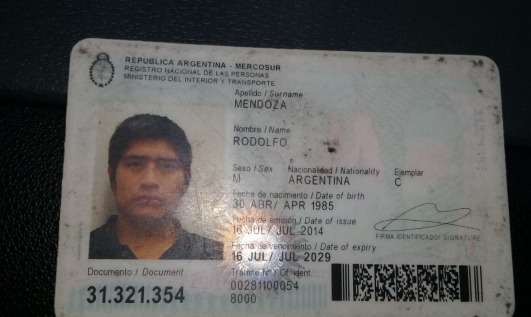 REPUBLICA ARGENTINA - MERCOSUR
REGISTRO NACIONAL DE LAS PERSONAS
MINISTERIO DEL INTERIOR Y TRANSPORTE
Apellido / Surname
MENDOZA
Nombre / Name
RODOLFO
Sexo / Sex Nacionalidad / Nationality Ejemplar
M ARGENTINA C
Fecha de nacimiento / Date of birth
30 ABR/ APR 1985
Fecha de emisión / Date of issue
16 JUL/ JUL 2014
FIRMA IDENTIFICADO/ SIGNATURE
Fecha de vencimiento / Date of expiry
16 JUL/ JUL 2029
Documento / Document
Trámite Nº / Of. ident.
31.321.354
00281100054
8000